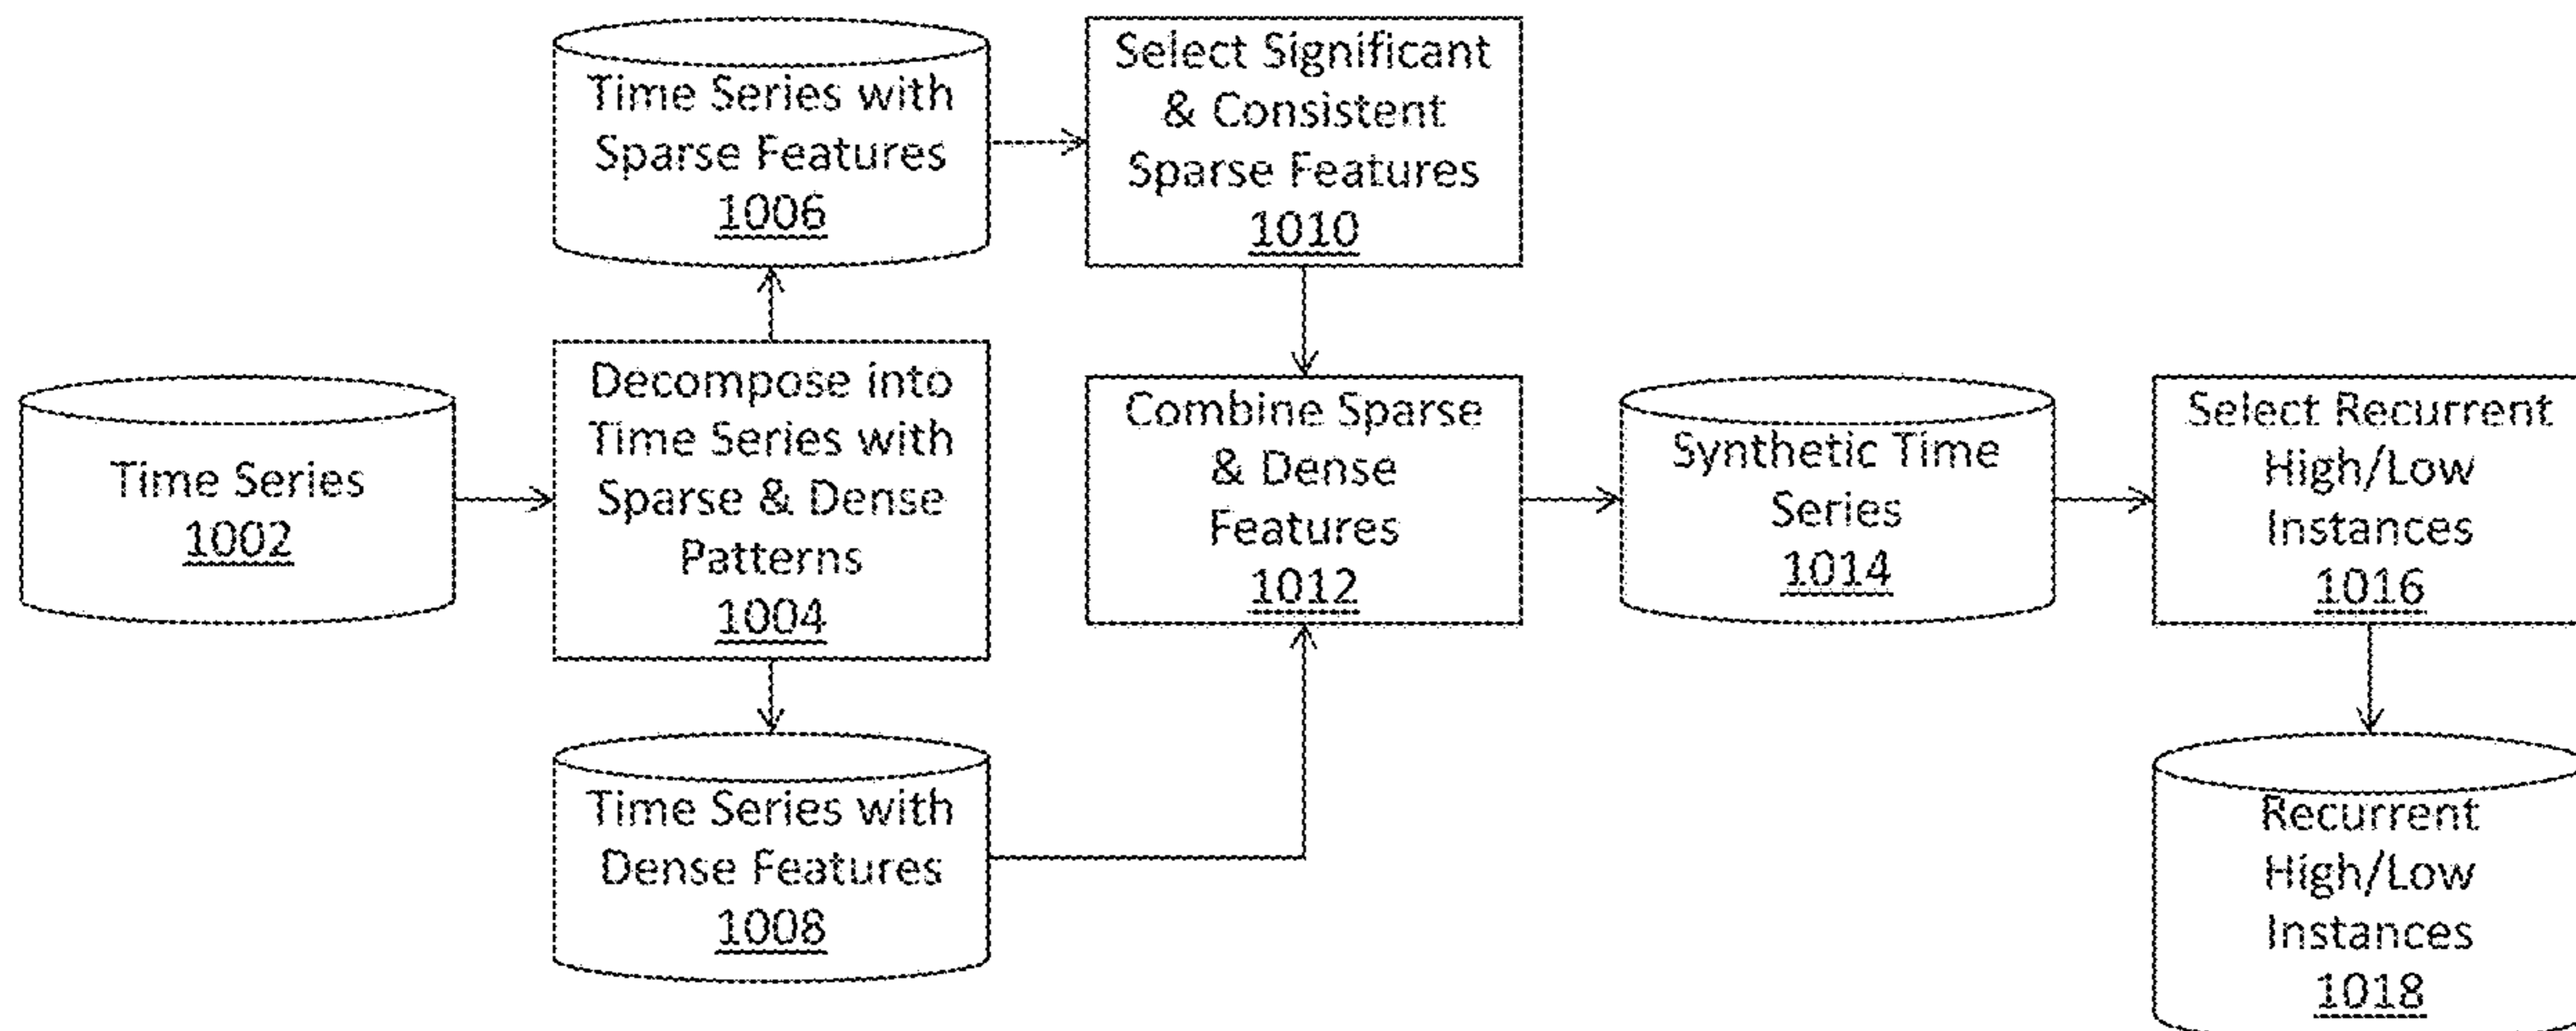 Time Series
1002
Decompose into
Time Series with
Sparse & Dense
Patterns
1004
Time Series with
Sparse Features
1006
Time Series with
Dense Features
1008
Select Significant
& Consistent
Sparse Features
1010
Combine Sparse
& Dense
Features
1012
Synthetic Time
Series
1014
Select Recurrent
High/Low
Instances
1016
Recurrent
High/Low
Instances
1018